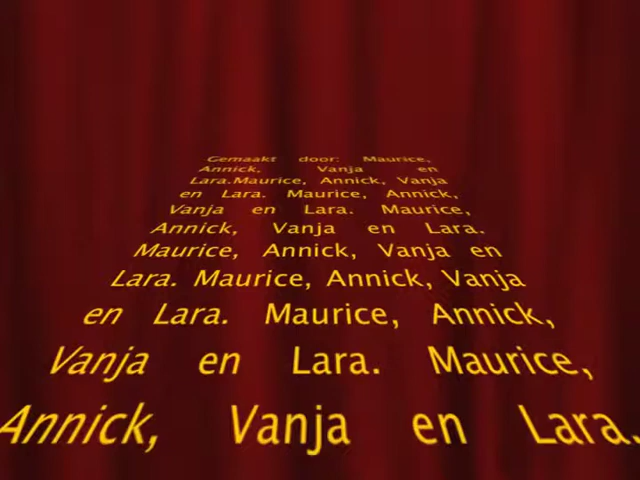 Gemaakt door: Maurice,
Annick, Vanja en
Lara.Maurice, Annick, Vanja
en Lara. Maurice, Annick,
Vanja en Lara. Maurice,
Annick, Vanja en Lara.
Maurice, Annick, Vanja en
Lara. Maurice, Annick, Vanja
en Lara. Maurice, Annick,
Vanja en Lara. Maurice,
Annick, Vanja en Lara.